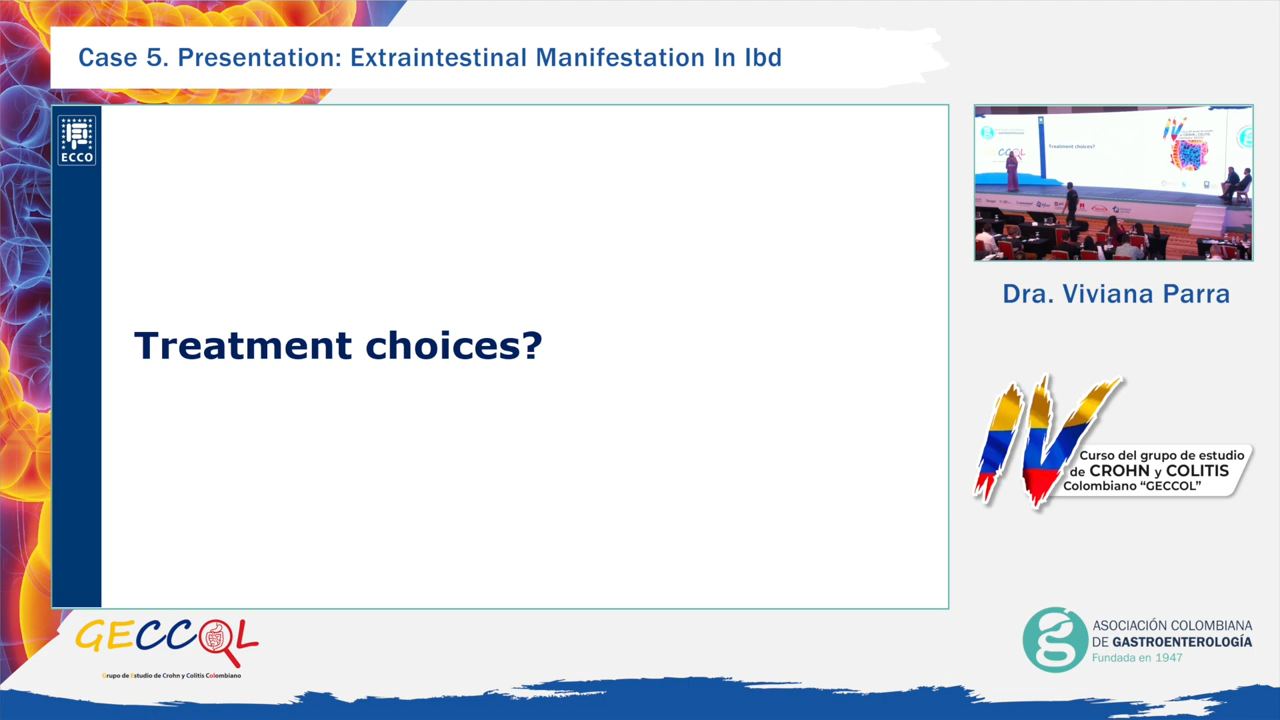 Case 5. Presentation: Extraintestinal Manifestation In Ibd
ECCO
Treatment choices?
Treatment choices?
Dra. Viviana Parra
IV
Curso del grupo de estudio
de CROHN y COLITIS
Colombiano “GECCOL”
GECCOL
Grupo de Estudio de Crohn y Colitis Colombiano
ASOCIACIÓN COLOMBIANA
DE GASTROENTEROLOGÍA
Fundada en 1947